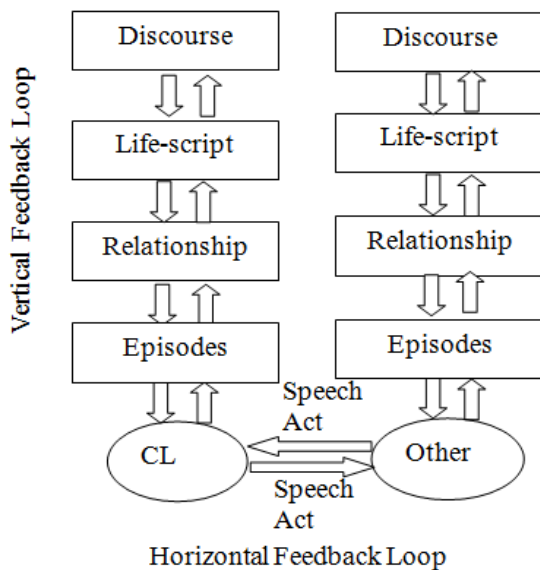 Discourse
Life-script
Relationship
Episodes
CL
Vertical Feedback Loop
Discourse
Life-script
Relationship
Episodes
Other
Speech
Act
Speech
Act
Horizontal Feedback Loop